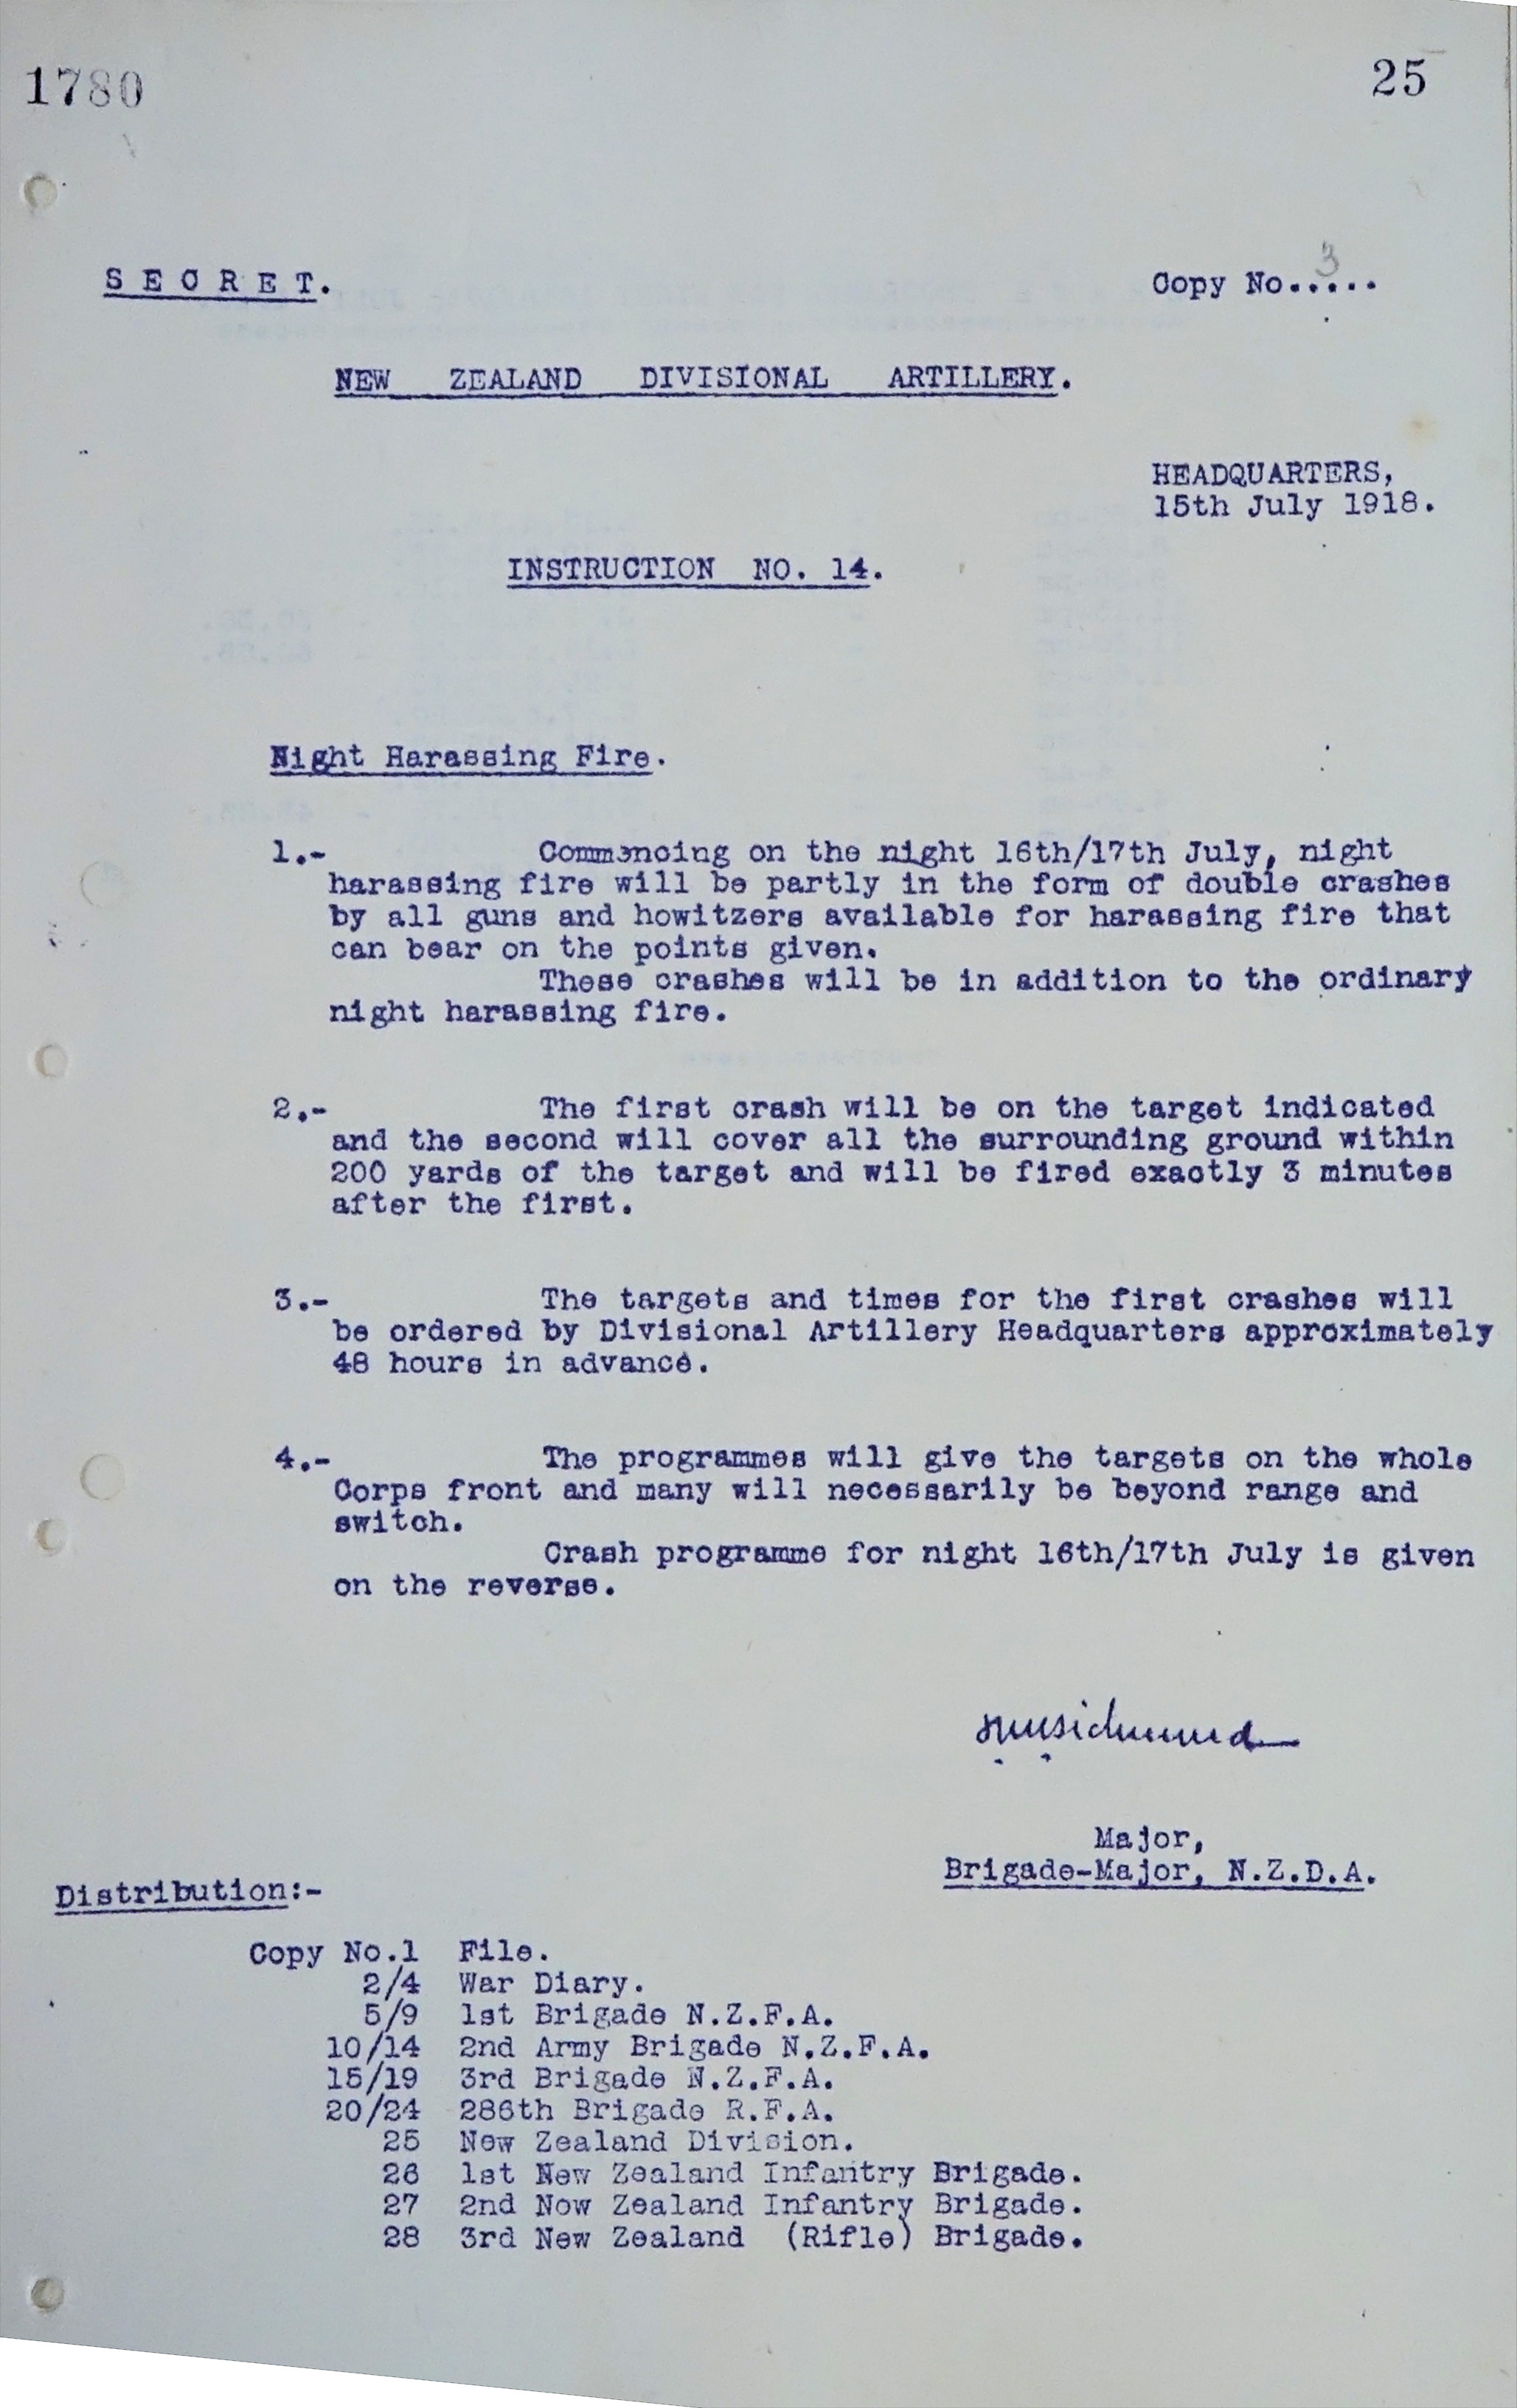 1780
25
S E C R E T.
Copy No.....
3
NEW ZEALAND DIVISIONAL ARTILLERY.
HEADQUARTERS,
15th July 1918.
INSTRUCTION NO. 14.
Night Harassing Fire.
1.- Commencing on the night 16th/17th July, night
harassing fire will be partly in the form of double crashes
by all guns and howitzers available for harassing fire that
can bear on the points given.
These crashes will be in addition to the ordinary
night harassing fire.
2.- The first crash will be on the target indicated
and the second will cover all the surrounding ground within
200 yards of the target and will be fired exactly 3 minutes
after the first.
3.- The targets and times for the first crashes will
be ordered by Divisional Artillery Headquarters approximately
48 hours in advance.
4.- The programmes will give the targets on the whole
Corps front and many will necessarily be beyond range and
switch.
Crash programme for night 16th/17th July is given
on the reverse.
Major,
Brigade-Major, N.Z.D.A.
Distribution:-
Copy No.1 File.
2/4 War Diary.
5/9 1st Brigade N.Z.F.A.
10/14 2nd Army Brigade N.Z.F.A.
15/19 3rd Brigade N.Z.F.A.
20/24 286th Brigade R.F.A.
25 New Zealand Division.
26 1st New Zealand Infantry Brigade.
27 2nd Now Zealand Infantry Brigade.
28 3rd New Zealand (Rifle) Brigade.